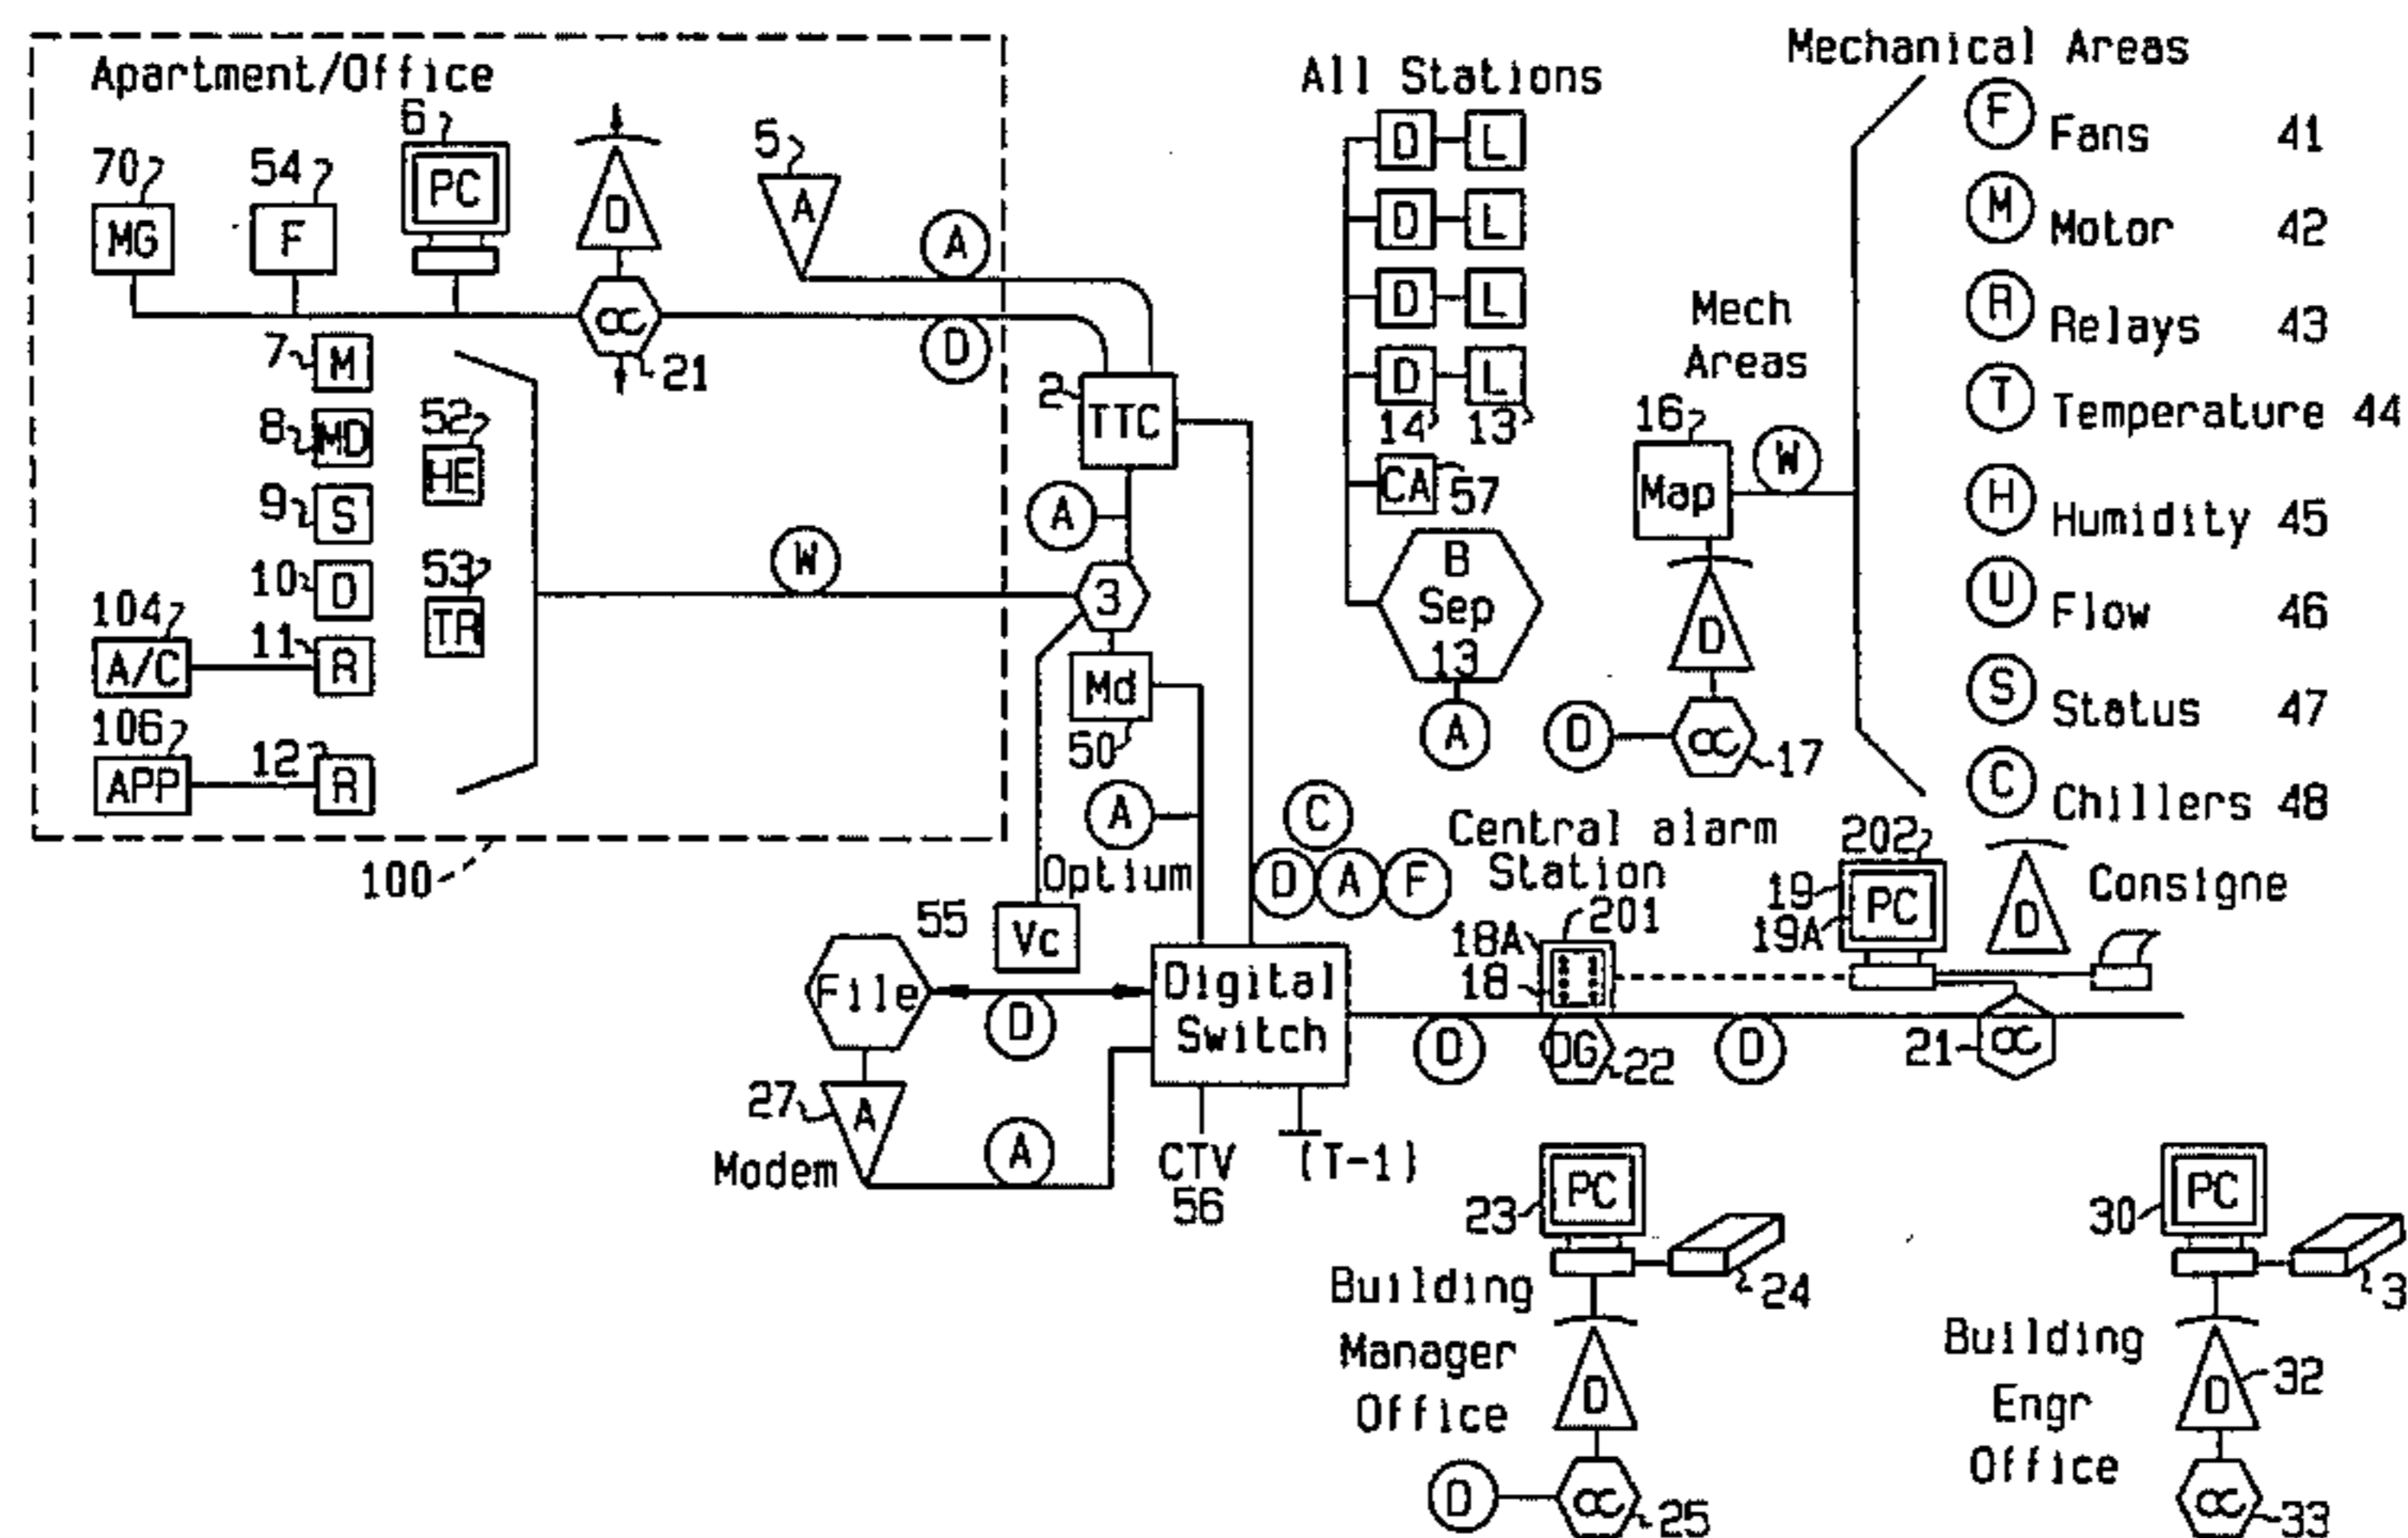 Apartment/Office
6
5
70
54
PC
D
A
MG
F
A
D
21
7
M
8
MD
52
HE
9
S
10
D
53
TR
W
104
11
A/C
R
106
12
APP
R
100
2
TTC
A
3
Md
50
A
Optium
55
Vc
File
D
27
A
Modem
A
Digital
Switch
CTV
56
(T-1)
C
D
A
F
All Stations
D
L
D
L
D
L
D
L
14
13
CA
57
B
Sep
13
A
Mech
Areas
16
Map
W
D
D
17
Mechanical Areas
F Fans 41
M Motor 42
R Relays 43
T Temperature 44
H Humidity 45
U Flow 46
S Status 47
C Chillers 48
Central alarm
Station
201
18A
18
202
19
PC
19A
D
Consigne
D
DG
22
D
21
23
PC
24
Building
Manager
Office
D
D
25
30
PC
3
Building
Engr
Office
D
32
33